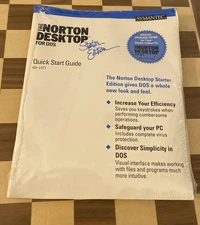 THE
NORTON
DESKTOP
FOR DOS
SYMANTEC.
Quick Start Guide
The Norton Desktop Starter
Edition gives DOS a whole
new look and feel.
Increase Your Efficiency
Saves you keystrokes when
performing cumbersome
operations.
Safeguard your PC
Includes complete virus
protection.
Discover Simplicity in
DOS
Visual interface makes working
with files and programs much
more intuitive.